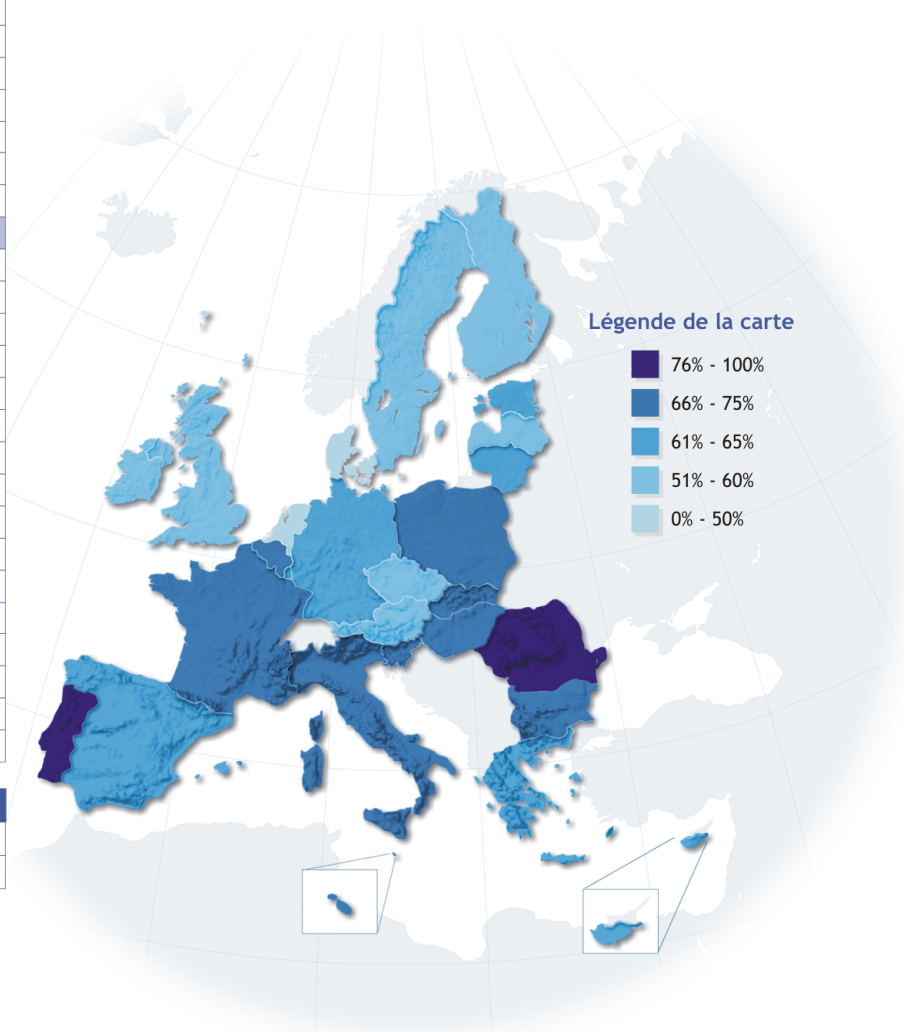 Légende de la carte
76% - 100%
66% - 75%
61% - 65%
51% - 60%
0% - 50%